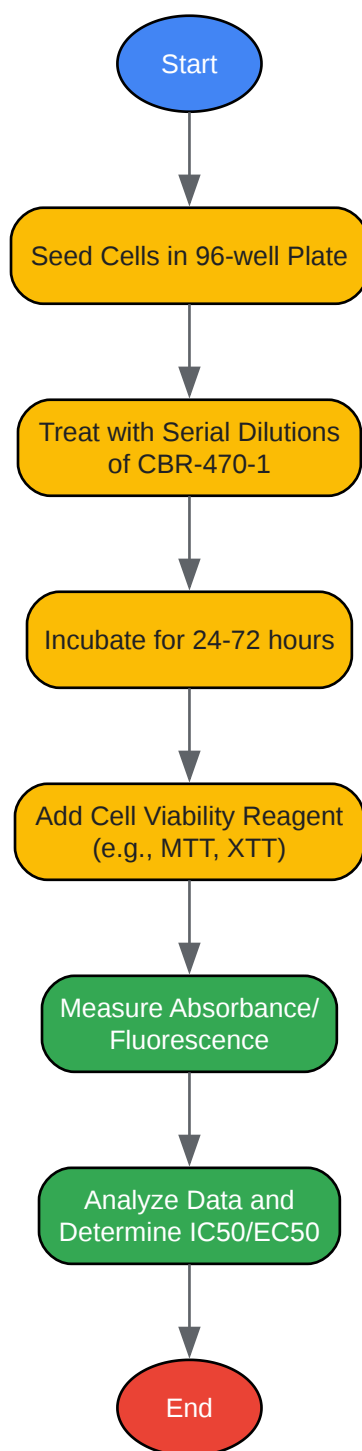 Start
Seed Cells in 96-well Plate
Treat with Serial Dilutions
of CBR-470-1
Incubate for 24-72 hours
Add Cell Viability Reagent
(e.g., MTT, XTT)
Measure Absorbance/
Fluorescence
Analyze Data and
Determine IC50/EC50
End